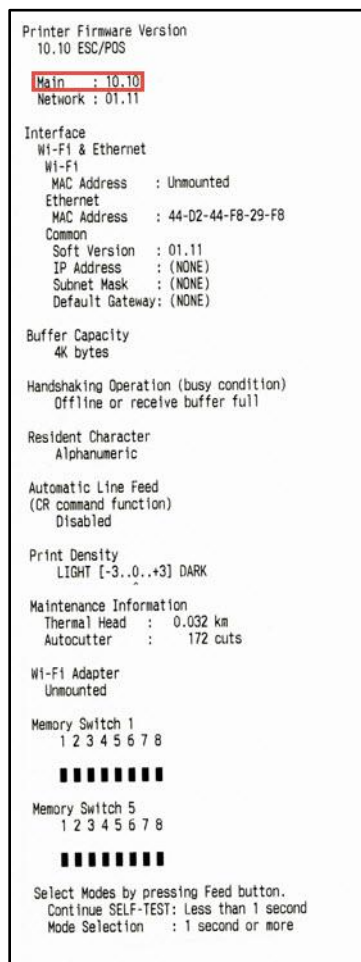 Printer Firmware Version
10.10 ESC/POS
Main : 10.10
Network : 01.11
Interface
Wi-Fi & Ethernet
Wi-Fi
MAC Address : Unmounted
Ethernet
MAC Address : 44-D2-44-F8-29-F8
Common
Soft Version : 01.11
IP Address : (NONE)
Subnet Mask : (NONE)
Default Gateway: (NONE)
Buffer Capacity
4K bytes
Handshaking Operation (busy condition)
Offline or receive buffer full
Resident Character
Alphanumeric
Automatic Line Feed
(CR command function)
Disabled
Print Density
LIGHT [-3..0..+3] DARK
^
Maintenance Information
Thermal Head : 0.032 km
Autocutter : 172 cuts
Wi-Fi Adapter
Unmounted
Memory Switch 1
1 2 3 4 5 6 7 8
Memory Switch 5
1 2 3 4 5 6 7 8
Select Modes by pressing Feed button.
Continue SELF-TEST: Less than 1 second
Mode Selection : 1 second or more